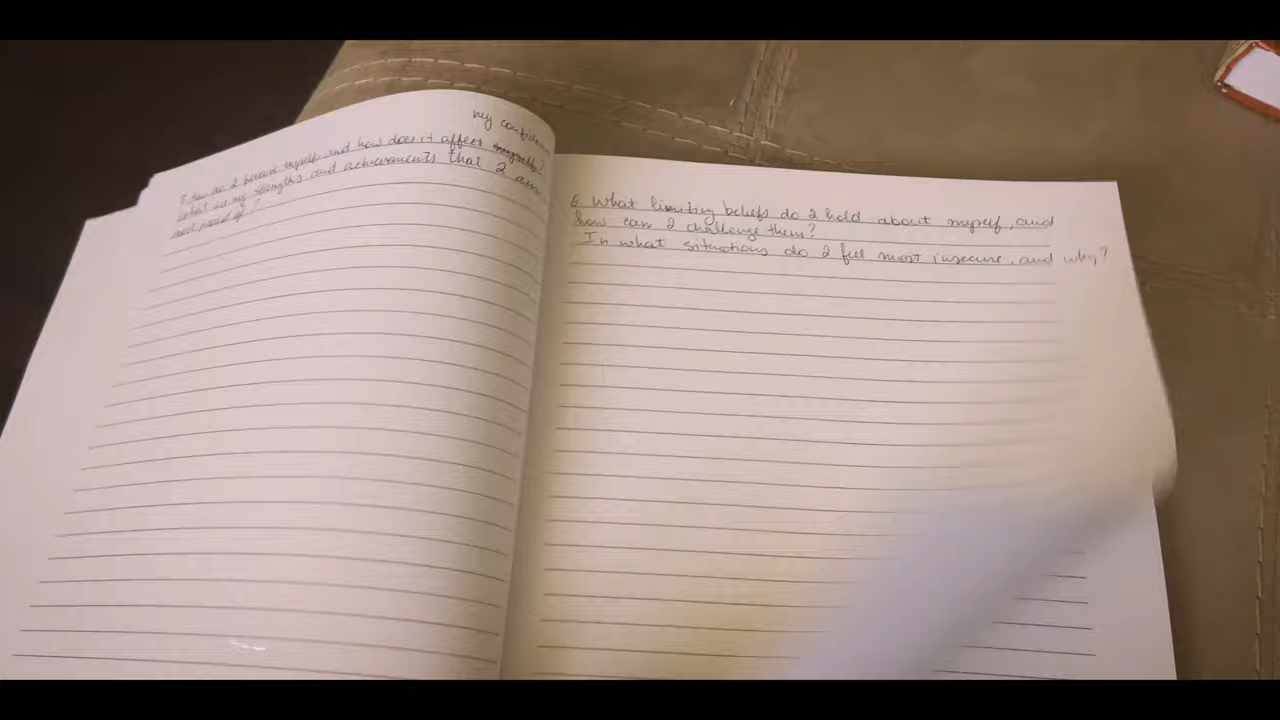 my confidence
5. How do I perceive myself and how does it affect myself?
What are my strengths and achievements that I am
most proud of?
6. What limiting beliefs do I hold about myself, and
how can I challenge them?
In what situations do I feel most insecure, and why?